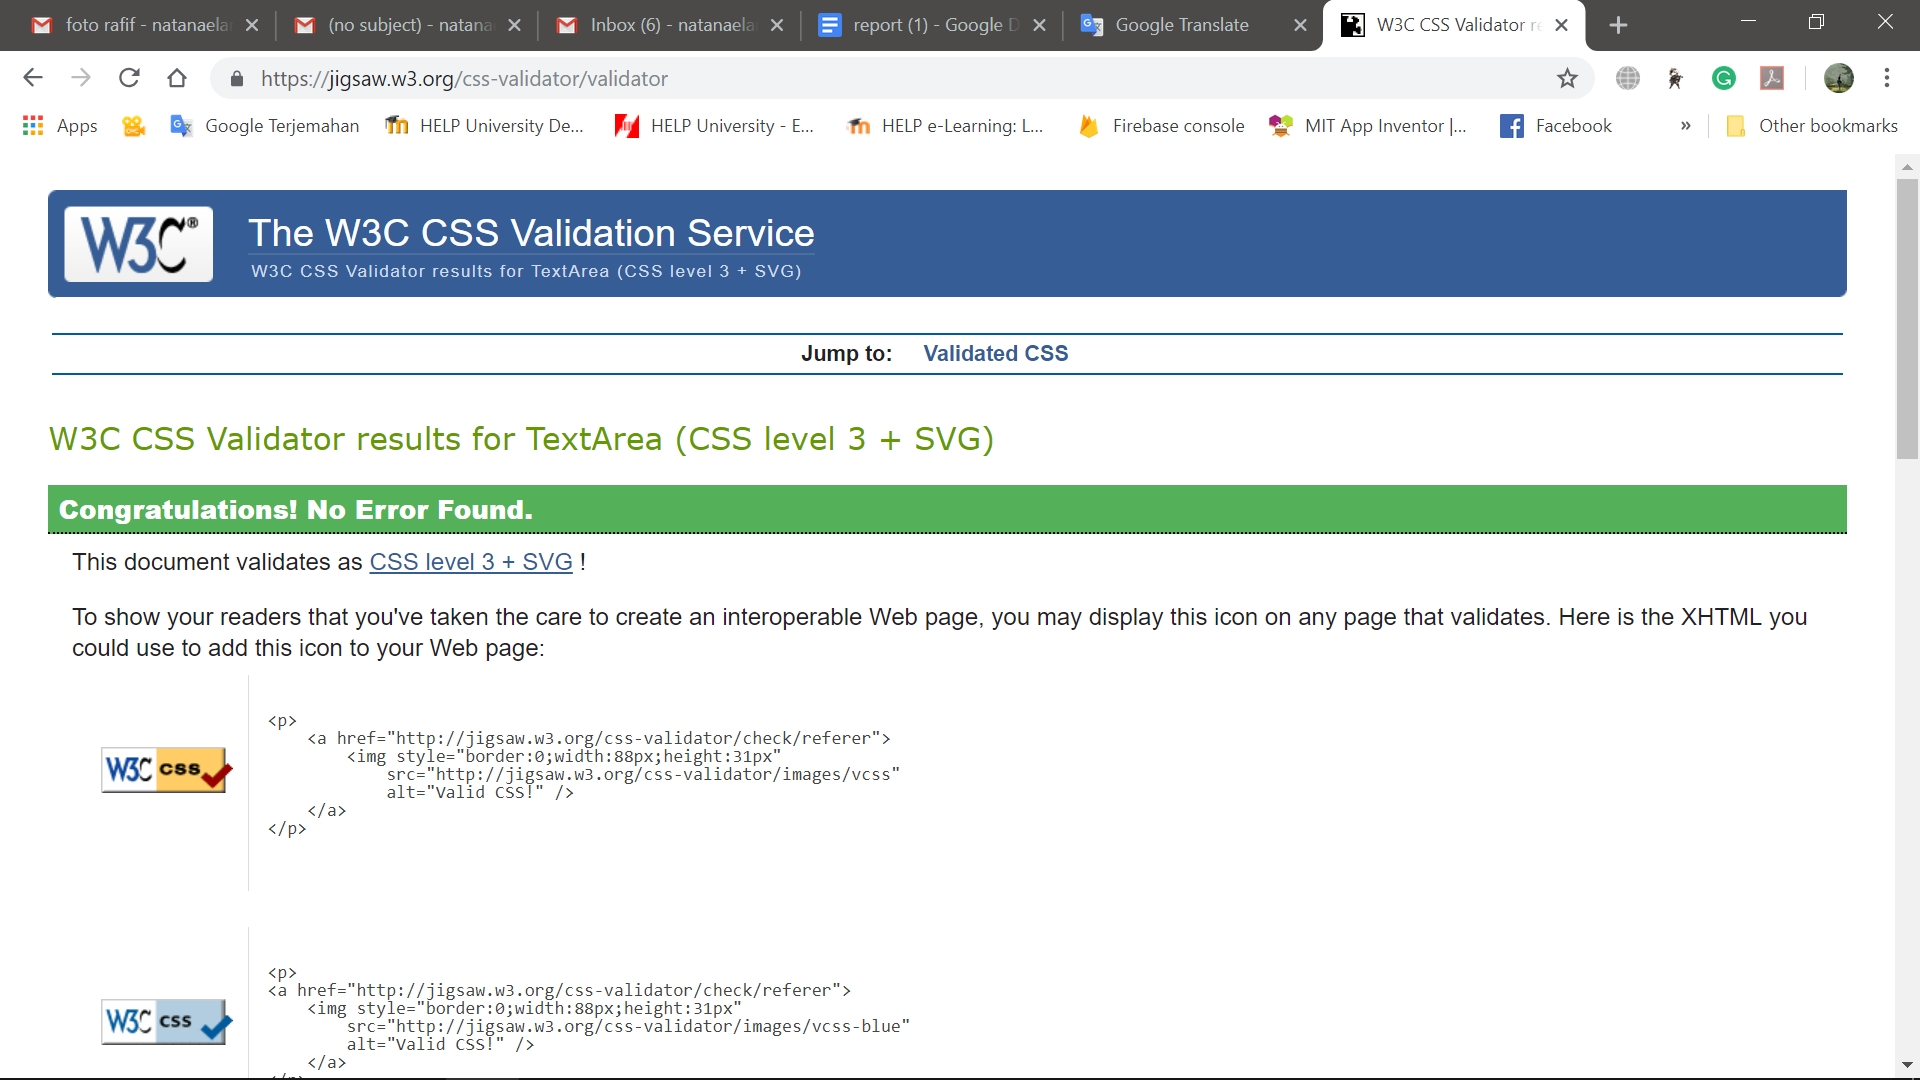 foto rafif - natanaela
(no subject) - natana
Inbox (6) - natanaela
report (1) - Google D
Google Translate
W3C CSS Validator re
https://jigsaw.w3.org/css-validator/validator
Apps
Google Terjemahan
HELP University De...
HELP University - E...
HELP e-Learning: L...
Firebase console
MIT App Inventor |...
Facebook
»
Other bookmarks
W3C®
The W3C CSS Validation Service
W3C CSS Validator results for TextArea (CSS level 3 + SVG)
Jump to: Validated CSS
W3C CSS Validator results for TextArea (CSS level 3 + SVG)
Congratulations! No Error Found.
This document validates as CSS level 3 + SVG !
To show your readers that you've taken the care to create an interoperable Web page, you may display this icon on any page that validates. Here is the XHTML you
could use to add this icon to your Web page:
W3C css
<p>
<a href="http://jigsaw.w3.org/css-validator/check/referer">
<img style="border:0;width:88px;height:31px"
src="http://jigsaw.w3.org/css-validator/images/vcss"
alt="Valid CSS!" />
</a>
</p>
W3C css
<p>
<a href="http://jigsaw.w3.org/css-validator/check/referer">
<img style="border:0;width:88px;height:31px"
src="http://jigsaw.w3.org/css-validator/images/vcss-blue"
alt="Valid CSS!" />
</a>